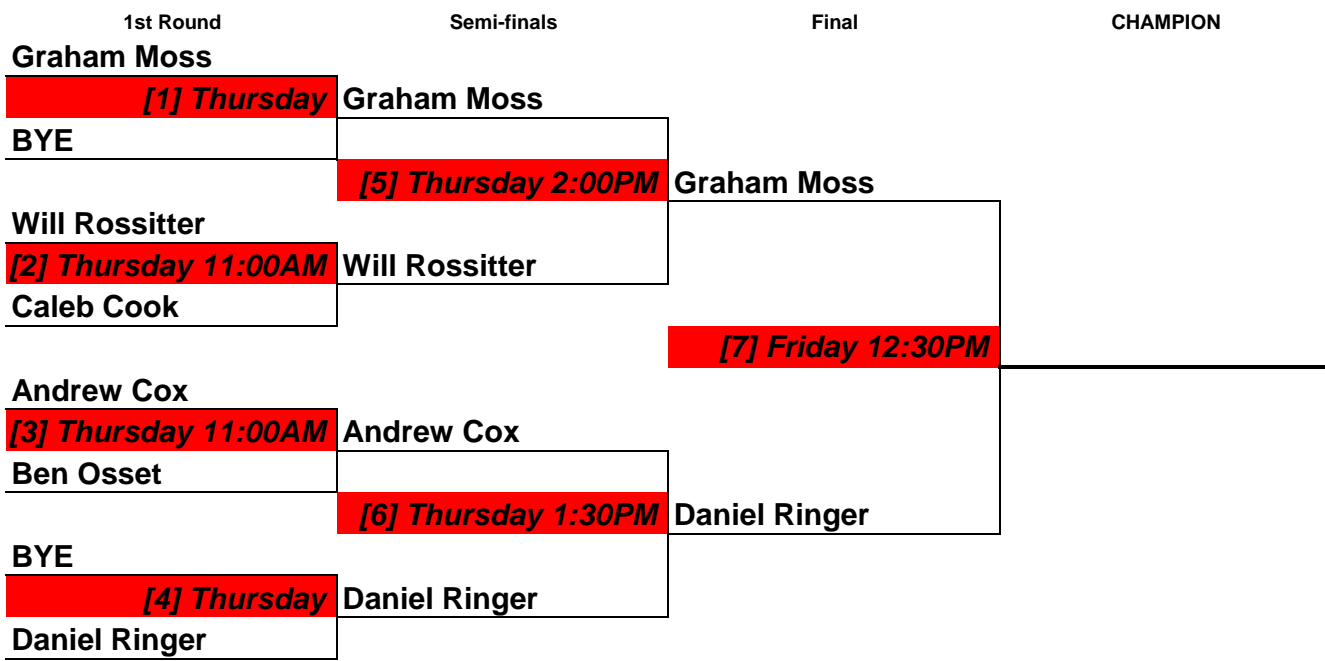 1st Round Semi-finals Final CHAMPION
Graham Moss
[1] Thursday Graham Moss
BYE
[5] Thursday 2:00PM Graham Moss
Will Rossitter
[2] Thursday 11:00AM Will Rossitter
Caleb Cook
[7] Friday 12:30PM
Andrew Cox
[3] Thursday 11:00AM Andrew Cox
Ben Osset
[6] Thursday 1:30PM Daniel Ringer
BYE
[4] Thursday Daniel Ringer
Daniel Ringer